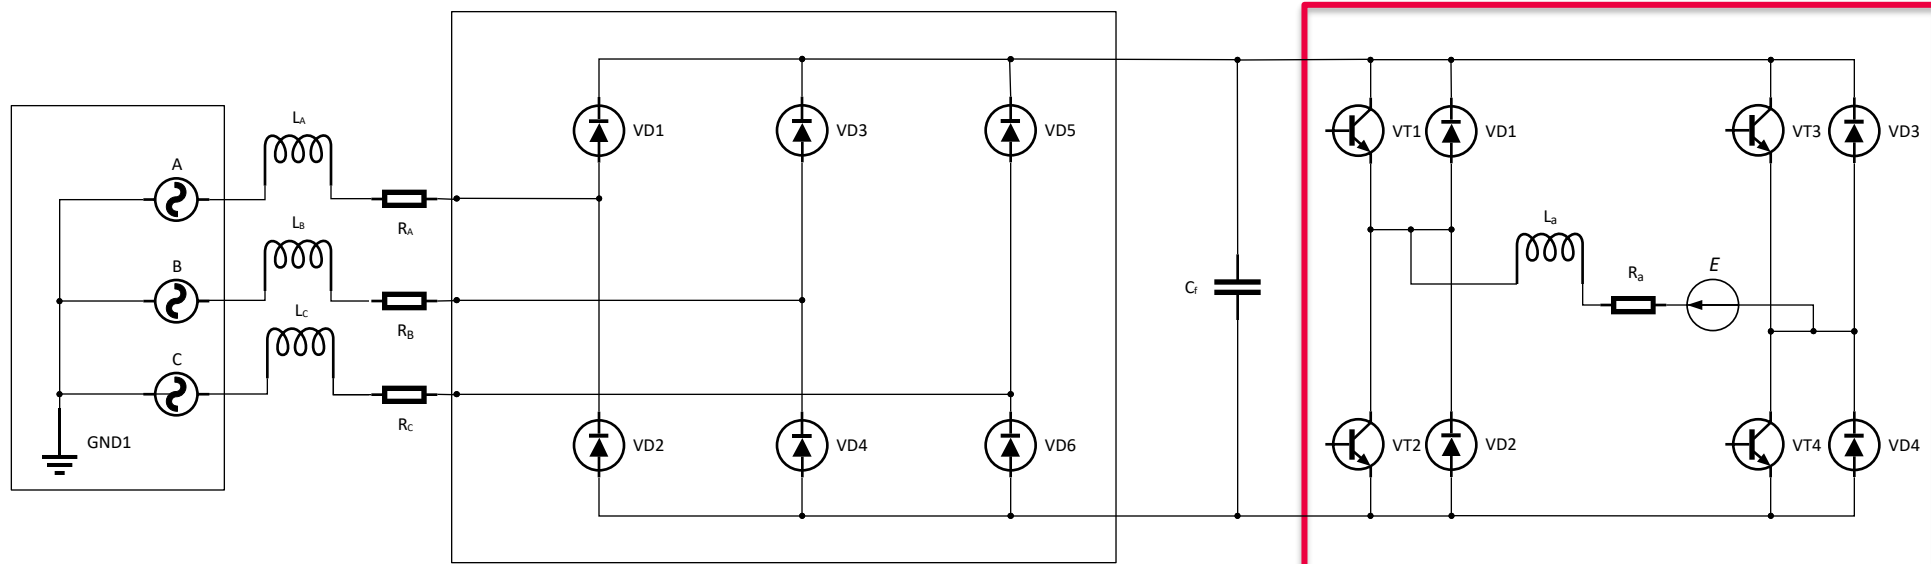 A
B
C
GND1
LA
LB
LC
RA
RB
RC
VD1
VD3
VD5
VD2
VD4
VD6
Cf
VT1
VD1
VT3
VD3
La
Ra
E
VT2
VD2
VT4
VD4